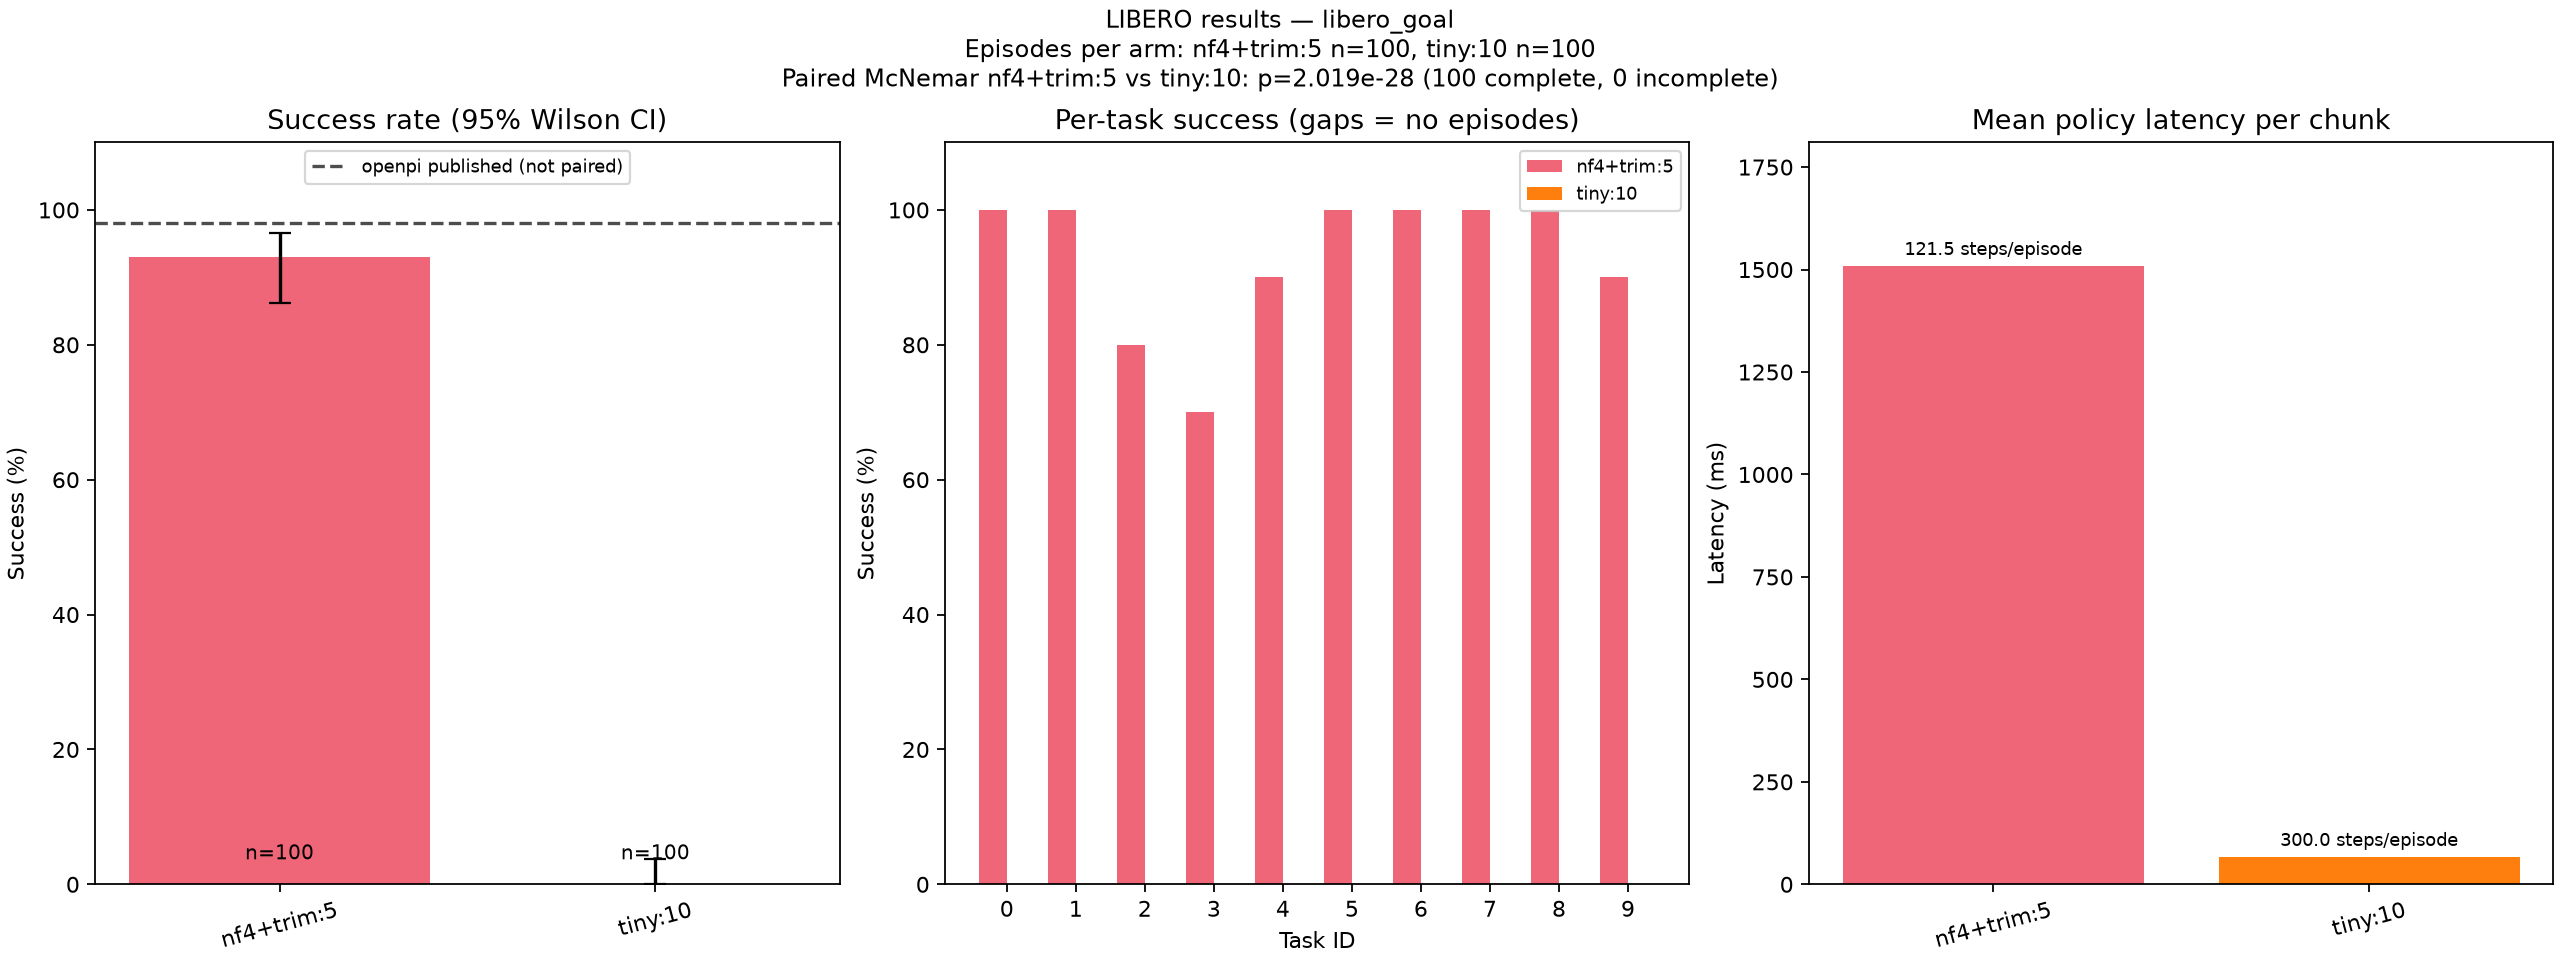 LIBERO results — libero_goal
Episodes per arm: nf4+trim:5 n=100, tiny:10 n=100
Paired McNemar nf4+trim:5 vs tiny:10: p=2.019e-28 (100 complete, 0 incomplete)
Success rate (95% Wilson CI)
openpi published (not paired)
Success (%)
100
80
60
40
20
0
n=100
n=100
nf4+trim:5
tiny:10
Per-task success (gaps = no episodes)
nf4+trim:5
tiny:10
Success (%)
100
80
60
40
20
0
0 1 2 3 4 5 6 7 8 9
Task ID
Mean policy latency per chunk
Latency (ms)
1750
1500
1250
1000
750
500
250
0
121.5 steps/episode
300.0 steps/episode
nf4+trim:5
tiny:10